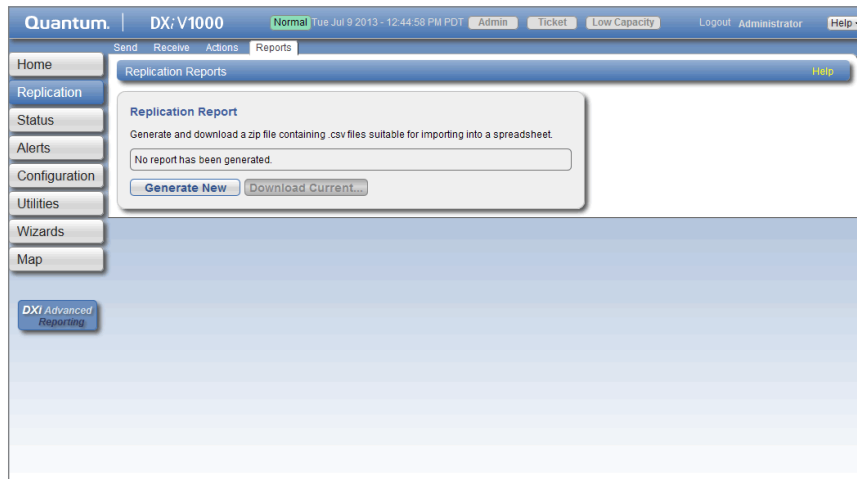 Quantum. DXi V1000 Normal Tue Jul 9 2013 - 12:44:58 PM PDT Admin Ticket Low Capacity Logout Administrator Help
Send Receive Actions Reports
Home
Replication Reports Help
Replication
Status
Alerts
Configuration
Utilities
Wizards
Map
Replication Report
Generate and download a zip file containing .csv files suitable for importing into a spreadsheet.
No report has been generated.
Generate New Download Current...
DXi Advanced
Reporting